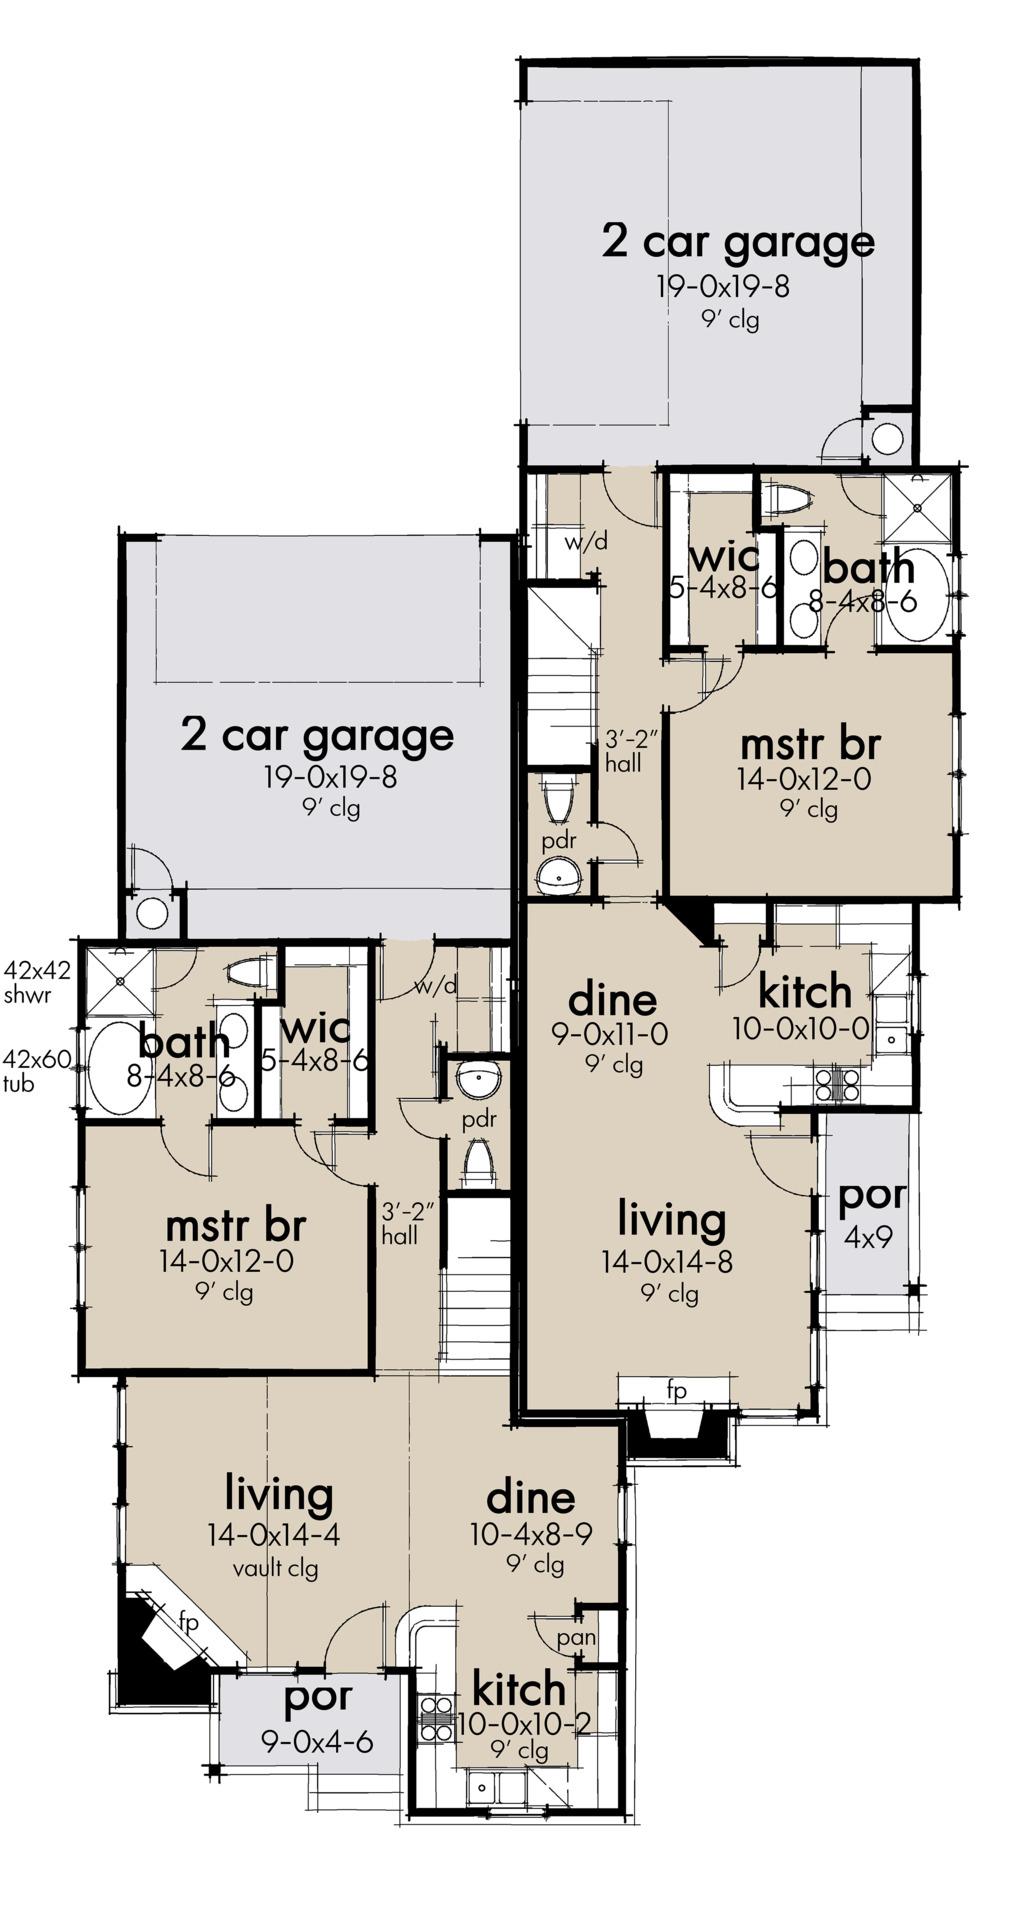 2 car garage
19-0x19-8
9' clg
w/d
wic
5-4x8-6
bath
8-4x8-6
3'-2"
hall
mstr br
14-0x12-0
9' clg
pdr
dine
9-0x11-0
9' clg
kitch
10-0x10-0
living
14-0x14-8
9' clg
por
4x9
fp
2 car garage
19-0x19-8
9' clg
42x42
shwr
42x60
tub
bath
8-4x8-6
wic
5-4x8-6
w/d
pdr
mstr br
14-0x12-0
9' clg
3'-2"
hall
living
14-0x14-4
vault clg
dine
10-4x8-9
9' clg
fp
pan
kitch
10-0x10-2
9' clg
por
9-0x4-6